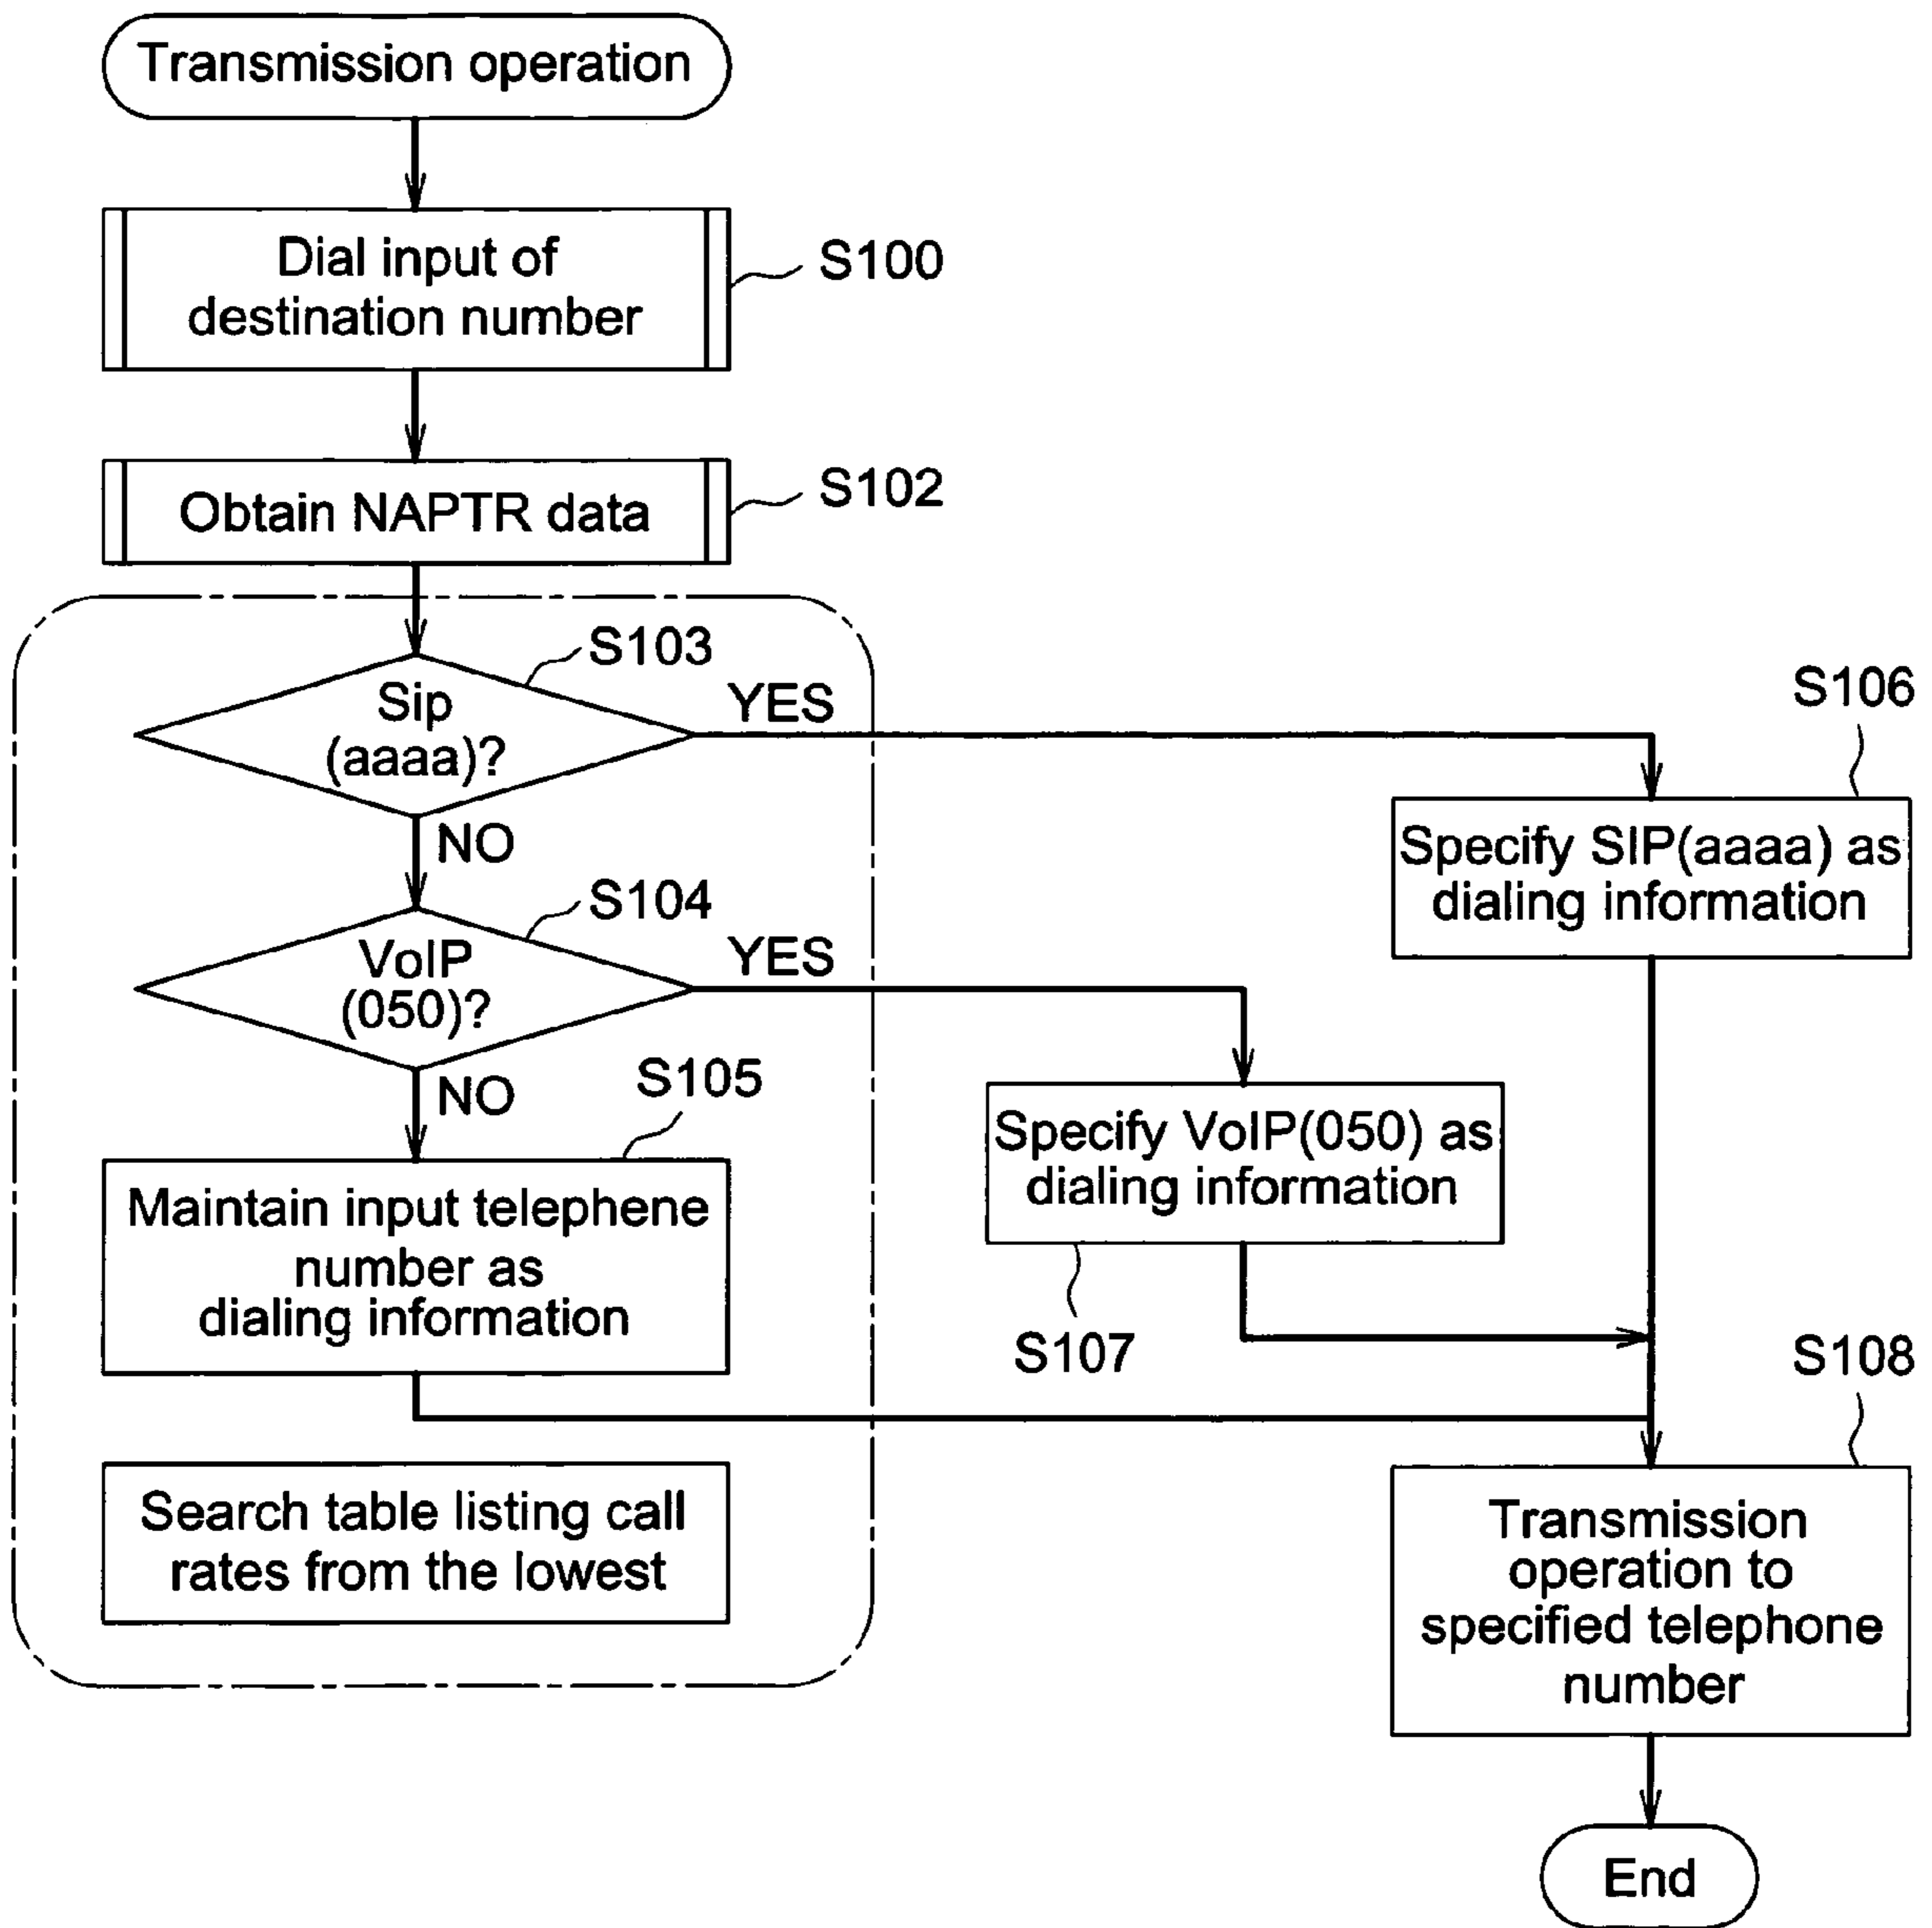 Transmission operation
Dial input of
destination number
S100
Obtain NAPTR data
S102
S103
Sip
(aaaa)?
YES
NO
S106
Specify SIP(aaaa) as
dialing information
S104
VoIP
(050)?
YES
NO
S105
Maintain input telephene
number as
dialing information
Specify VoIP(050) as
dialing information
S107
Search table listing call
rates from the lowest
S108
Transmission
operation to
specified telephone
number
End